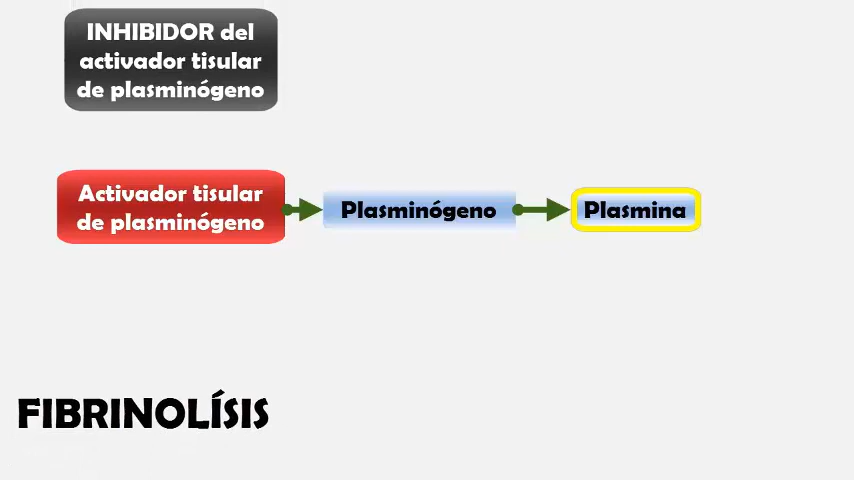 INHIBIDOR del
activador tisular
de plasminógeno
Activador tisular
de plasminógeno
Plasminógeno
Plasmina
FIBRINOLÍSIS